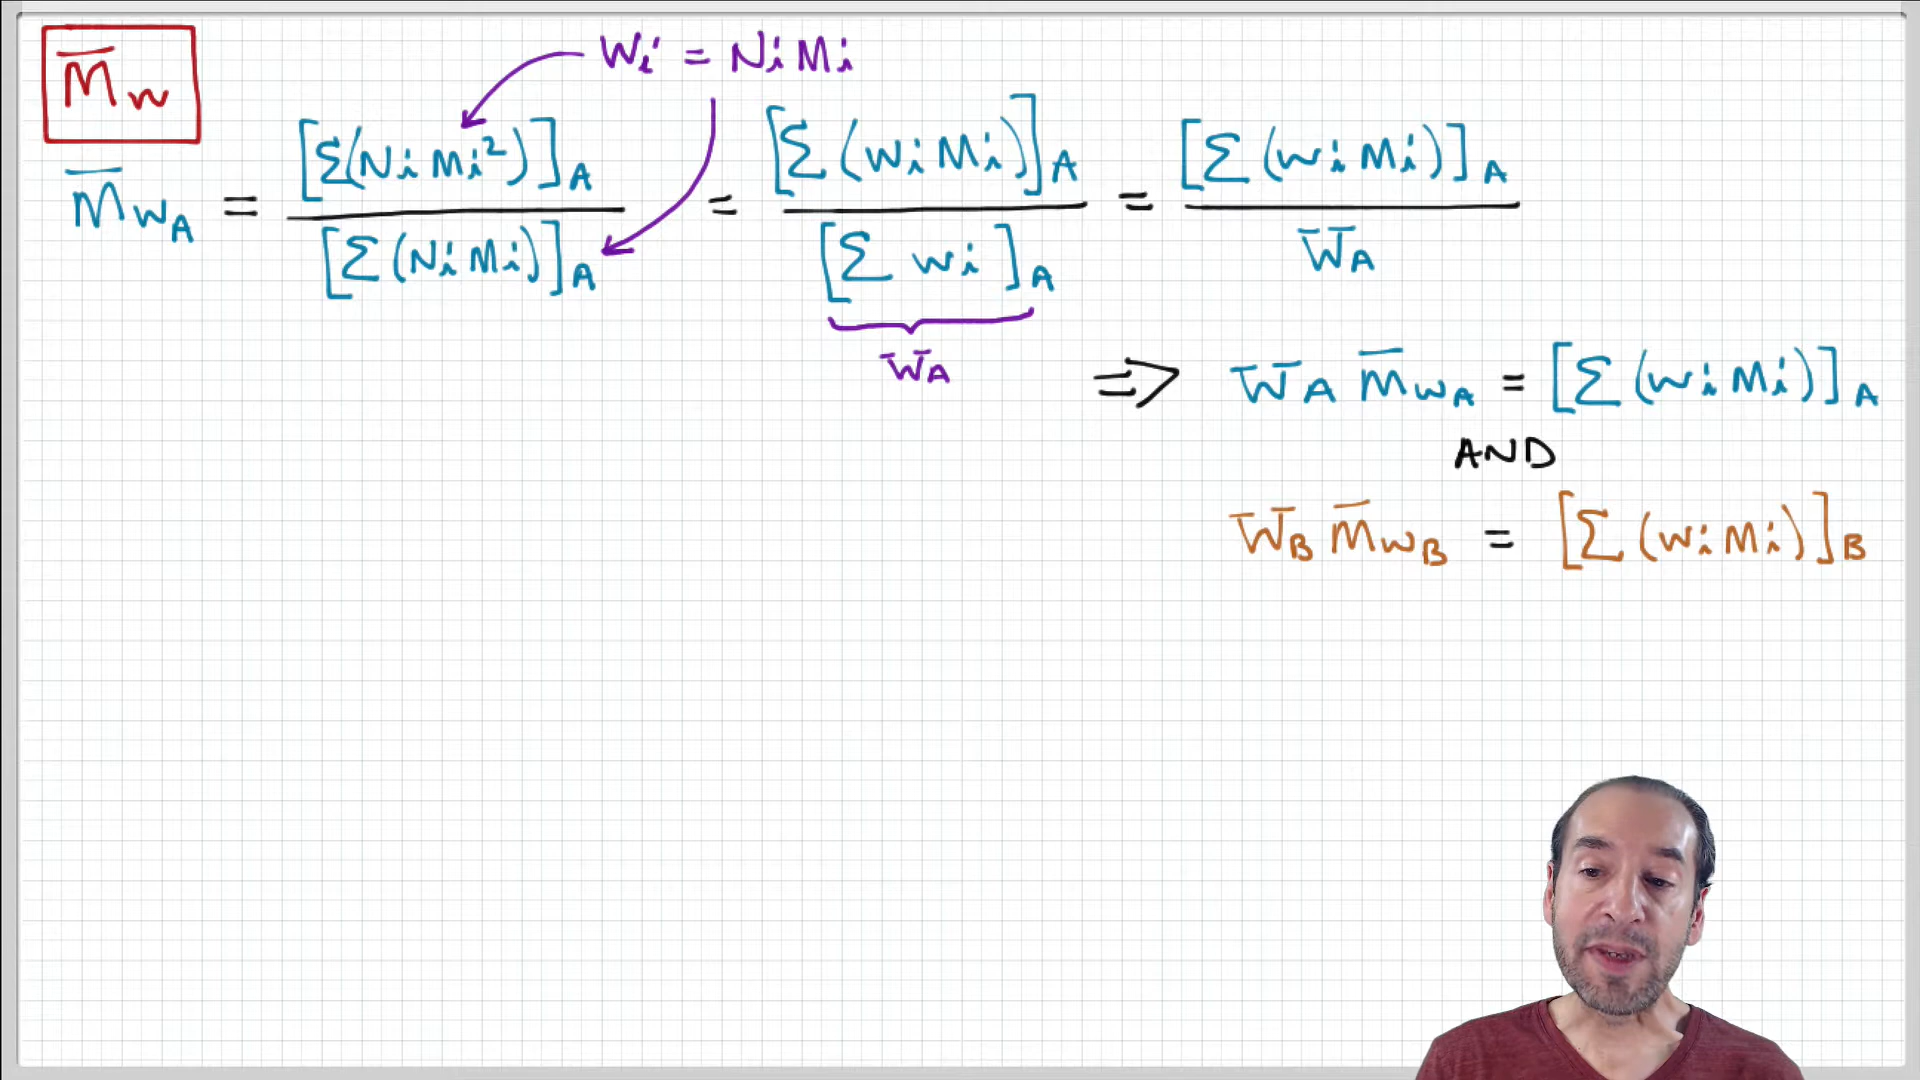 M̄w
Wi = NiMi
M̄wA = [Σ(NiMi²)]A / [Σ(NiMi)]A = [Σ(wiMi)]A / [Σ wi]A = [Σ(wiMi)]A / W̄A
W̄A
⇒ W̄A M̄wA = [Σ(wiMi)]A
AND
W̄B M̄wB = [Σ(wiMi)]B